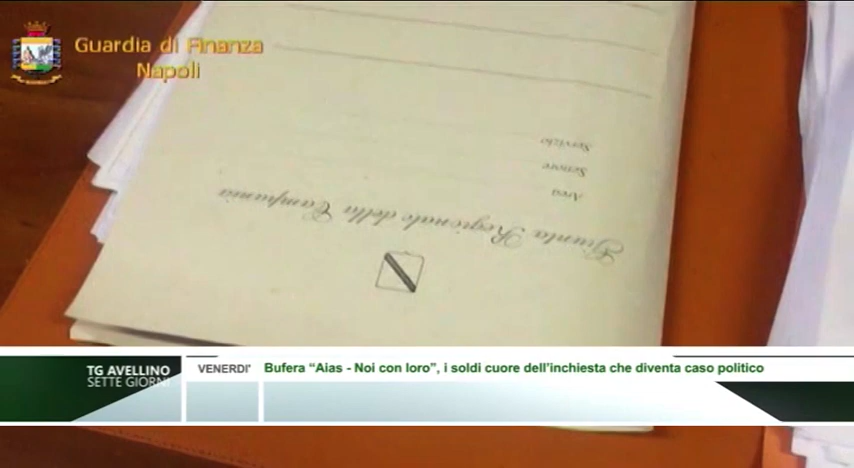 Guardia di Finanza
Napoli
Servizio
Settore
Area
Giunta Regionale della Campania
TG AVELLINO
SETTE GIORNI
VENERDI'
Bufera “Aias - Noi con loro”, i soldi cuore dell'inchiesta che diventa caso politico